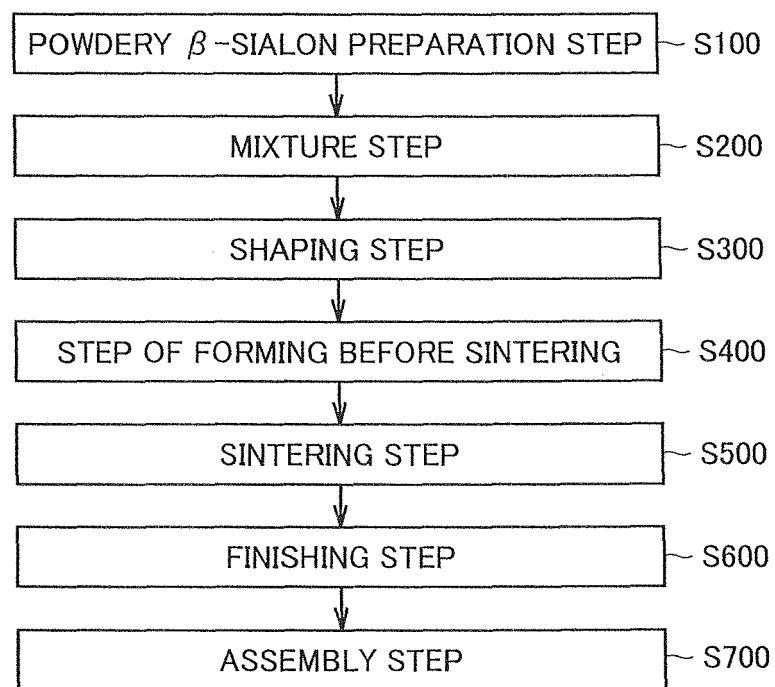 POWDERY β-SIALON PREPARATION STEP S100
MIXTURE STEP S200
SHAPING STEP S300
STEP OF FORMING BEFORE SINTERING S400
SINTERING STEP S500
FINISHING STEP S600
ASSEMBLY STEP S700